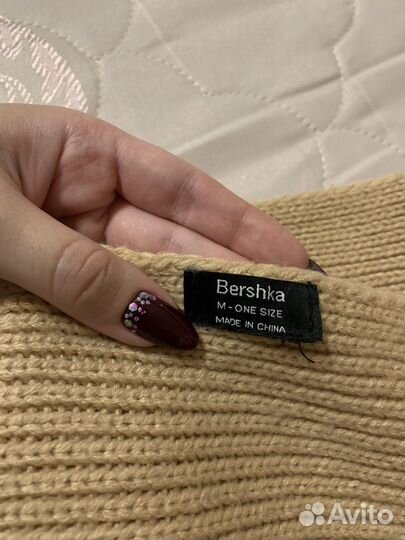 Bershka
M - ONE SIZE
MADE IN CHINA
Avito